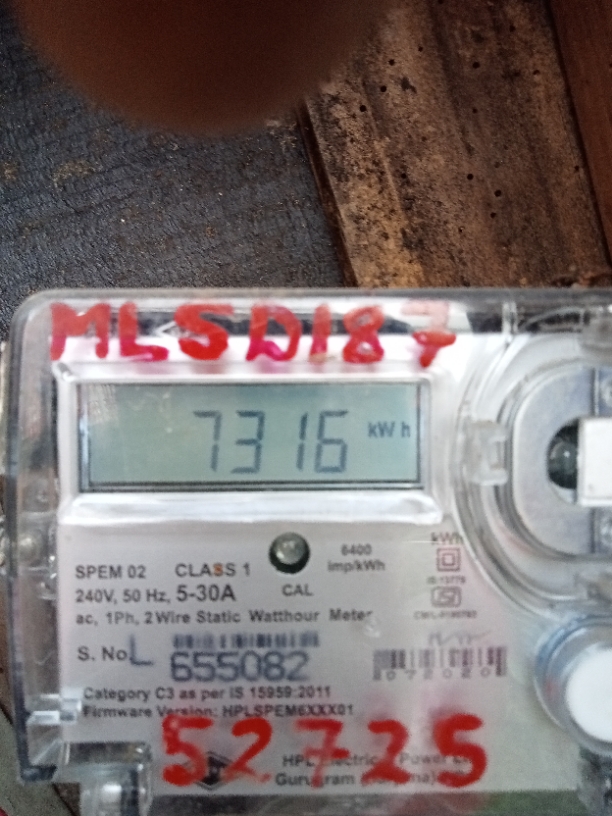 MLSD187
7316 kWh
SPEM 02 CLASS 1
240V, 50 Hz, 5-30A
CAL
6400
imp/kWh
kWh
ac, 1Ph, 2Wire Static Watthour Meter
S. No L 655082
Category C3 as per IS 15959:2011
Firmware Version: HPLSPEM6XXX01
52725
HPL Electric Power
Gurugram